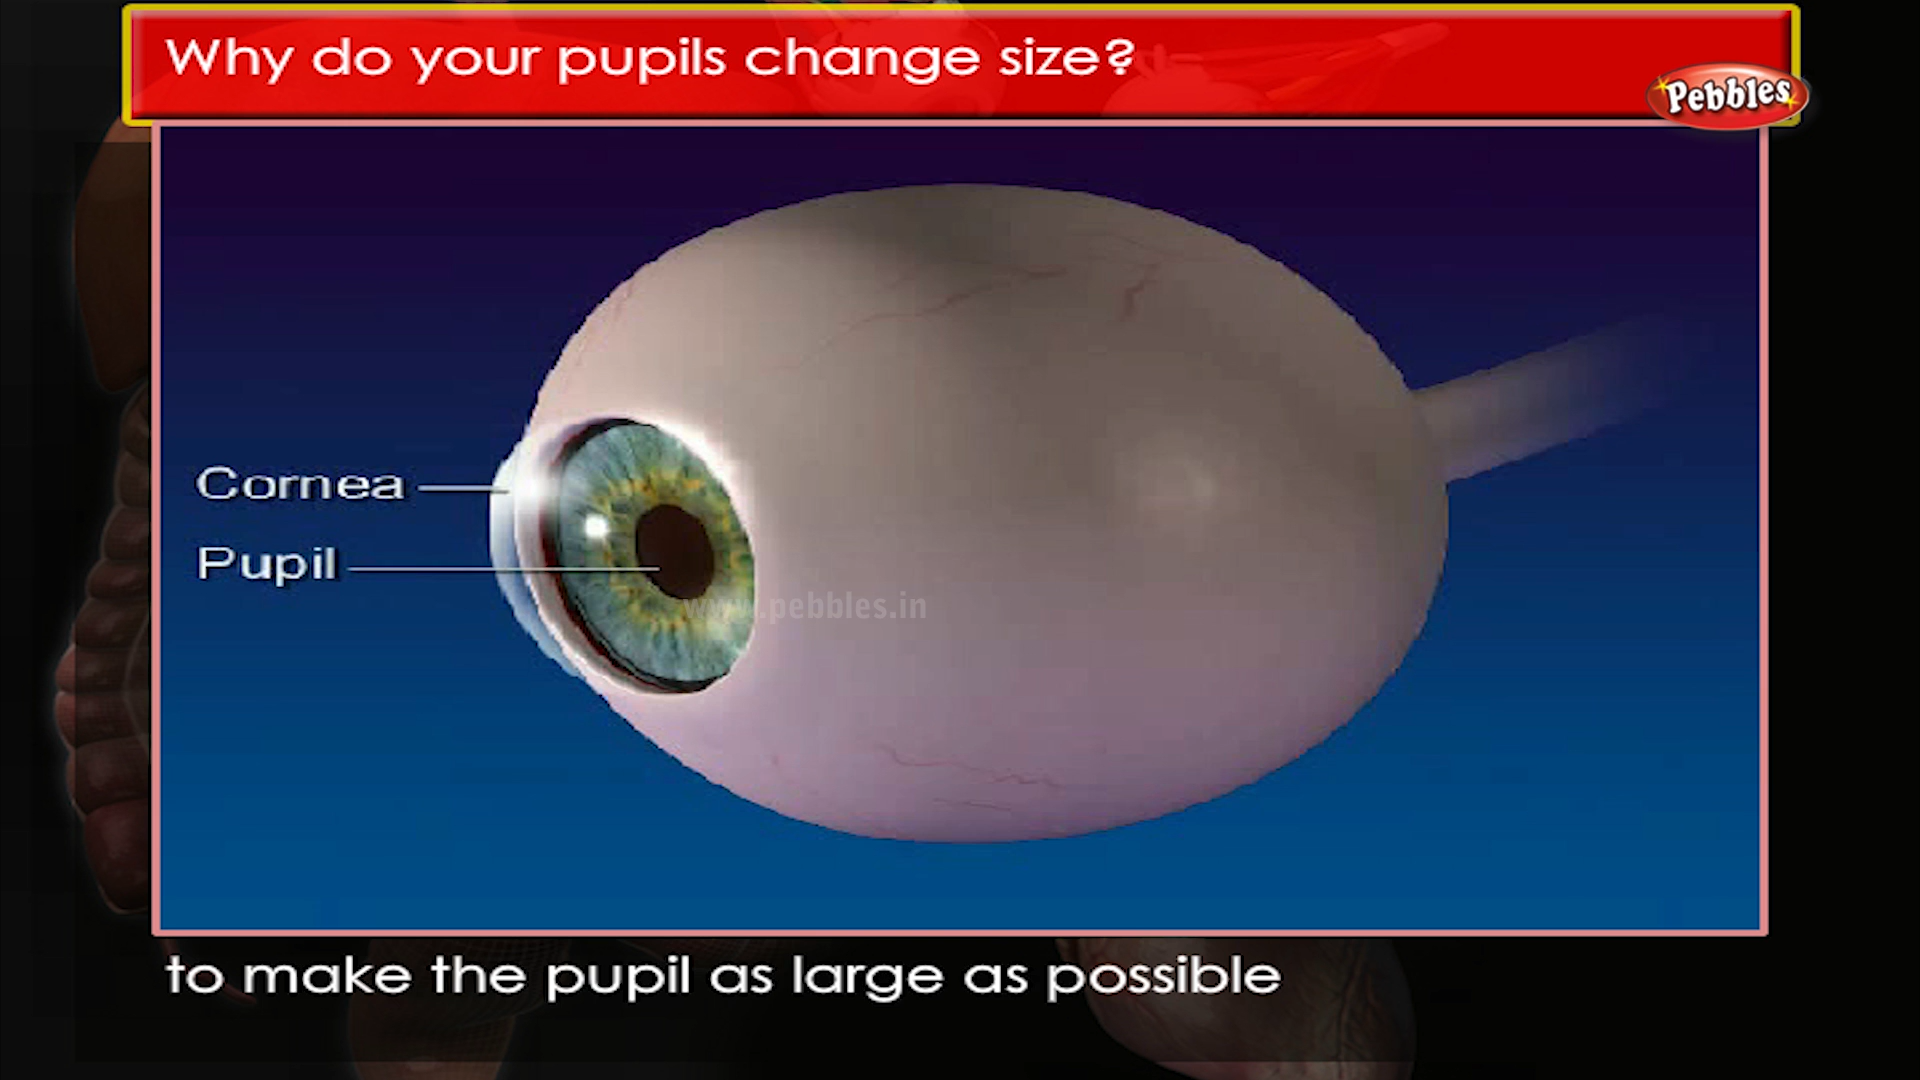 Why do your pupils change size?
Pebbles
Cornea
Pupil
www.pebbles.in
to make the pupil as large as possible